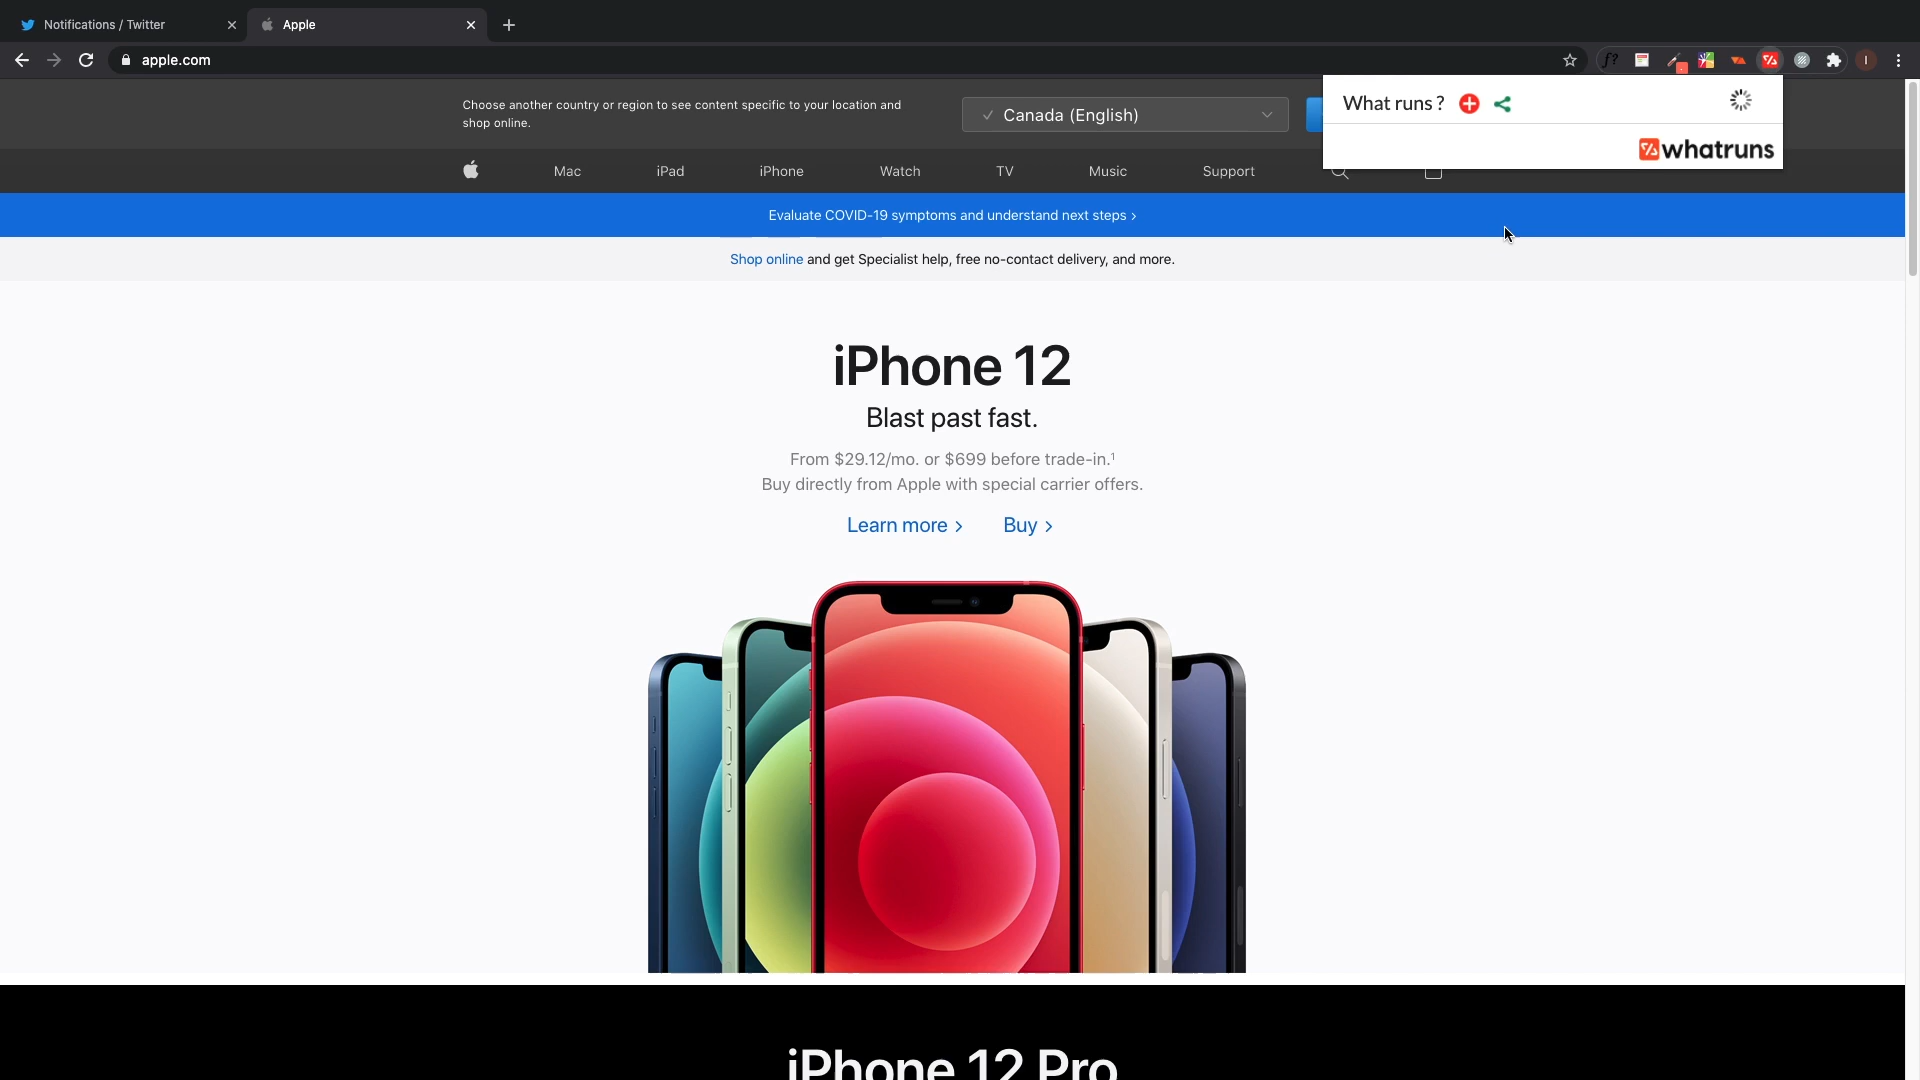 Notifications / Twitter
Apple
apple.com
f?
I
Choose another country or region to see content specific to your location and
shop online.
Canada (English)
What runs ?
whatruns
Mac
iPad
iPhone
Watch
TV
Music
Support
Evaluate COVID-19 symptoms and understand next steps >
Shop online and get Specialist help, free no-contact delivery, and more.
iPhone 12
Blast past fast.
From $29.12/mo. or $699 before trade-in.¹
Buy directly from Apple with special carrier offers.
Learn more >
Buy >
iPhone 12 Pro